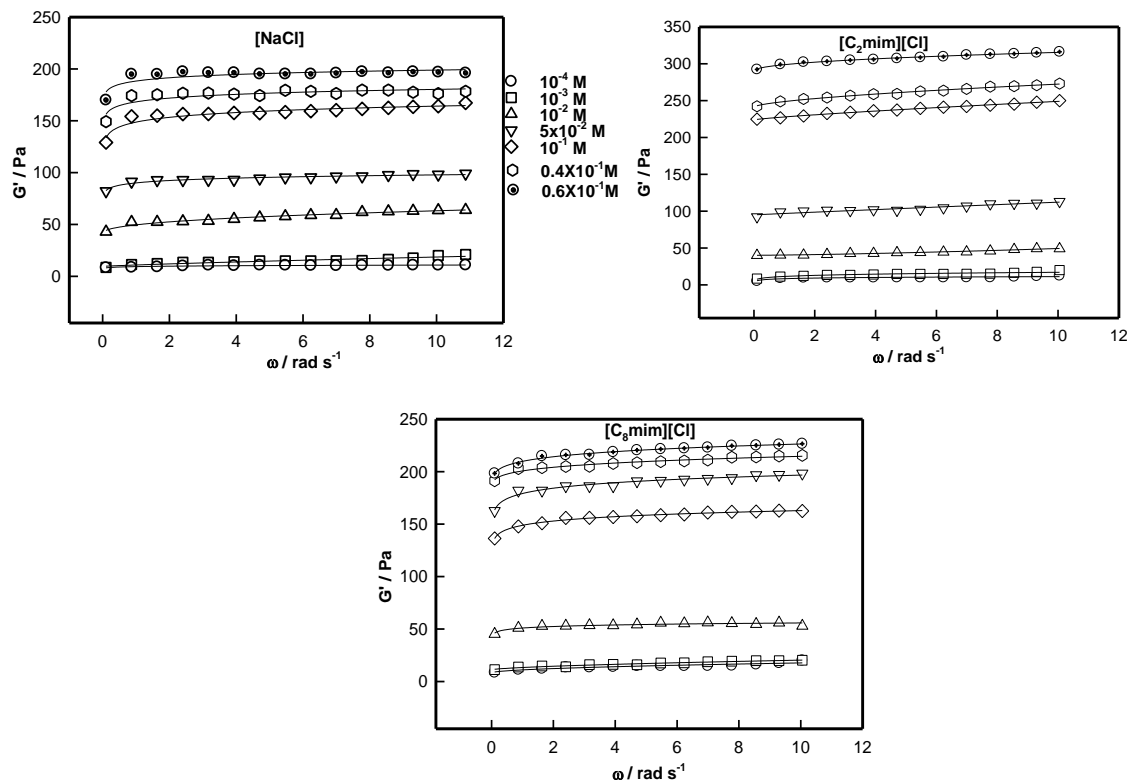 [NaCl]
250
200
150
100
50
0
G' / Pa
0 2 4 6 8 10 12
ω / rad s⁻¹
10⁻⁴ M
10⁻³ M
10⁻² M
5x10⁻² M
10⁻¹ M
0.4X10⁻¹M
0.6X10⁻¹M
[C₂mim][Cl]
350
300
250
200
150
100
50
0
G' / Pa
0 2 4 6 8 10 12
ω / rad s⁻¹
[C₈mim][Cl]
250
200
150
100
50
0
G' / Pa
0 2 4 6 8 10 12
ω / rad s⁻¹